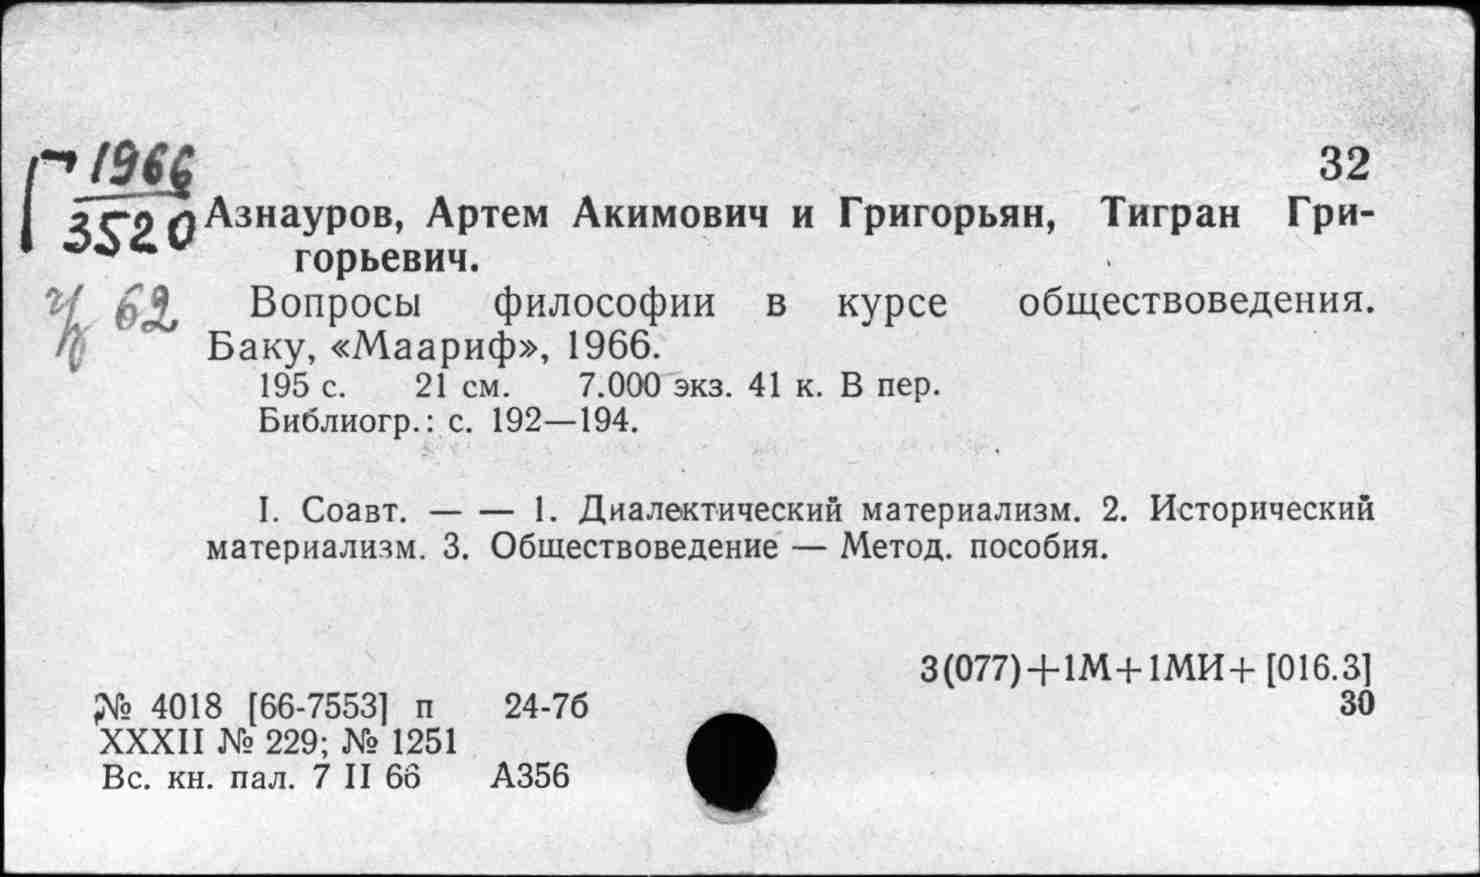 1966
32
3520
Азнауров, Артем Акимович и Григорьян, Тигран Гри-
горьевич.
62
Вопросы философии в курсе обществоведения.
Баку, «Маариф», 1966.
195 с. 21 см. 7.000 экз. 41 к. В пер.
Библиогр.: с. 192—194.
I. Соавт. — — 1. Диалектический материализм. 2. Исторический
материализм. 3. Обществоведение — Метод. пособия.
3(077)+1М+1МИ+ [016.3]
№ 4018 [66-7553] п 24-7б
30
XXXII № 229; № 1251
Вс. кн. пал. 7 II 66 А356